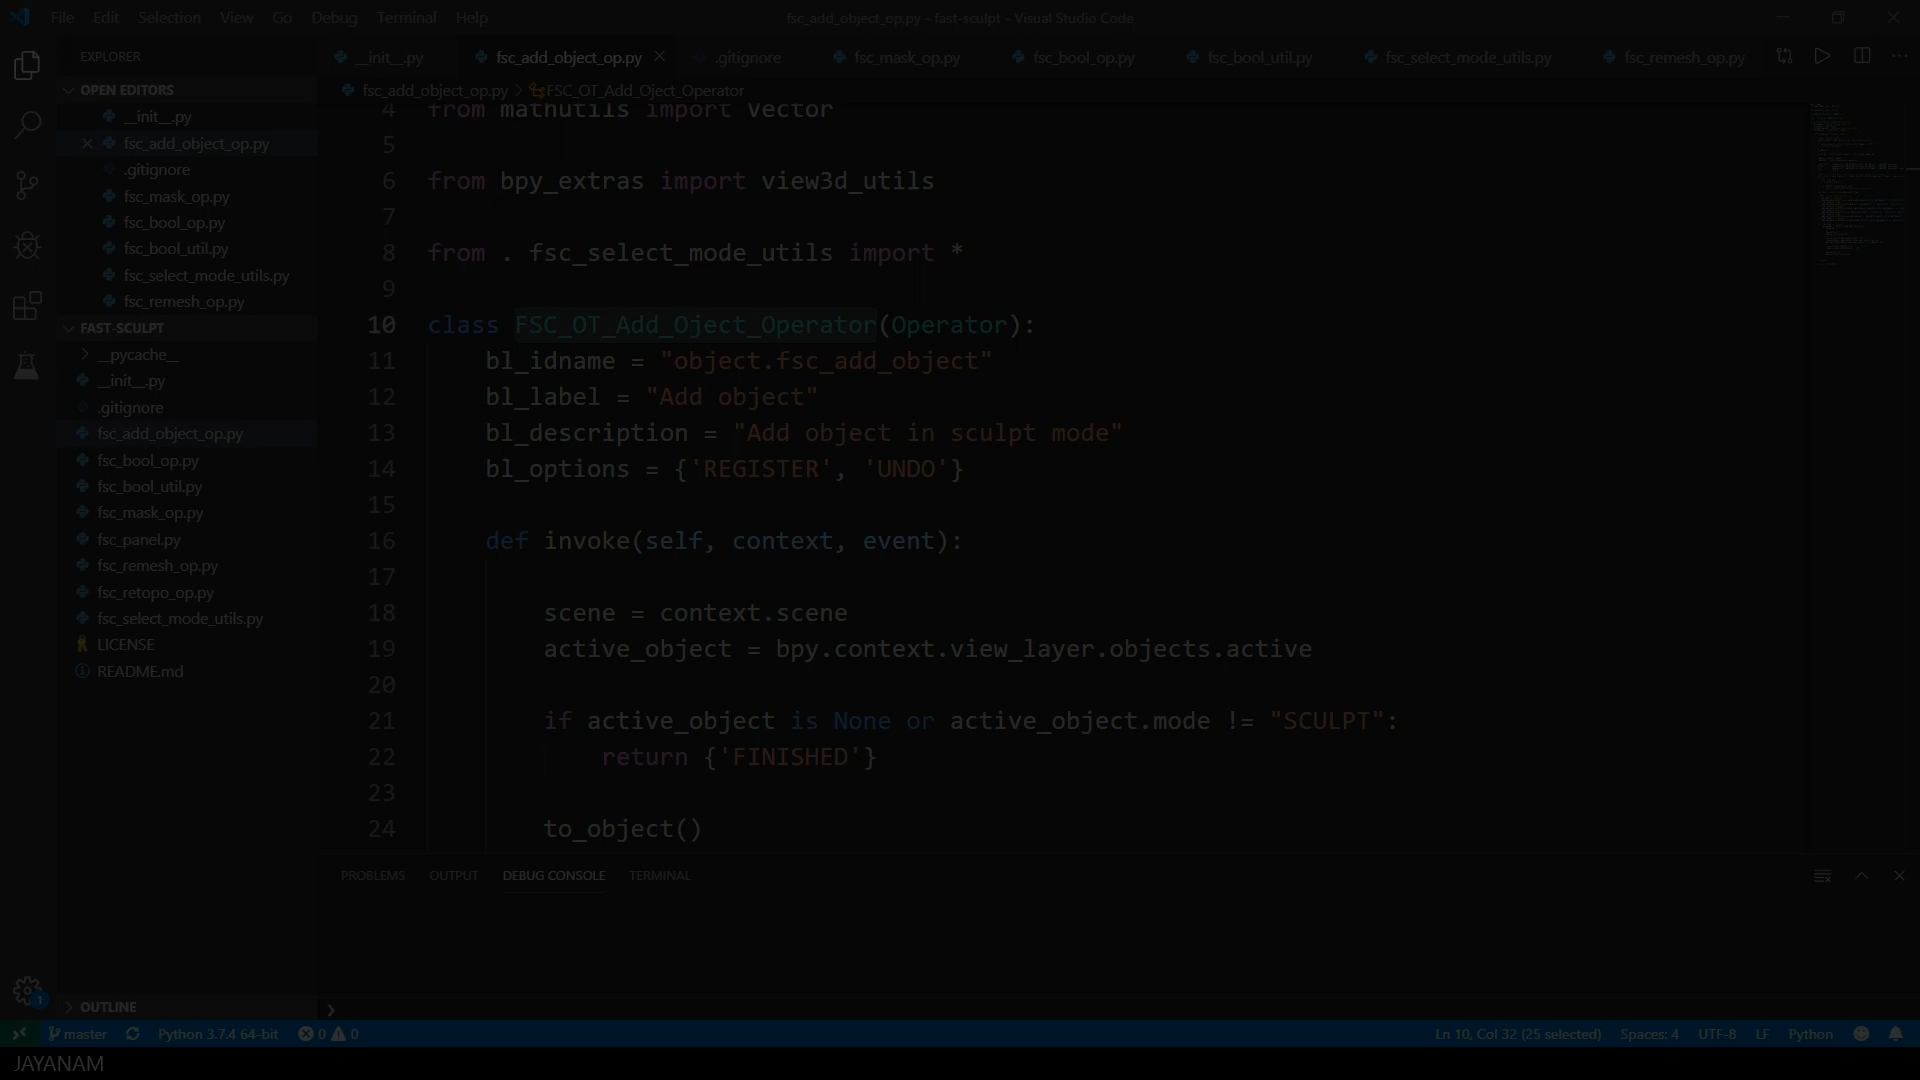 File Edit Selection View Go Debug Terminal Help
fsc_add_object_op.py - fast-sculpt - Visual Studio Code
EXPLORER
__init__.py fsc_add_object_op.py .gitignore fsc_mask_op.py fsc_bool_op.py fsc_bool_util.py fsc_select_mode_utils.py fsc_remesh_op.py
fsc_add_object_op.py > FSC_OT_Add_Oject_Operator
OPEN EDITORS
__init__.py
fsc_add_object_op.py
.gitignore
fsc_mask_op.py
fsc_bool_op.py
fsc_bool_util.py
fsc_select_mode_utils.py
fsc_remesh_op.py
FAST-SCULPT
__pycache__
__init__.py
.gitignore
fsc_add_object_op.py
fsc_bool_op.py
fsc_bool_util.py
fsc_mask_op.py
fsc_panel.py
fsc_remesh_op.py
fsc_retopo_op.py
fsc_select_mode_utils.py
LICENSE
README.md
OUTLINE
4 from mathutils import Vector
5
6 from bpy_extras import view3d_utils
7
8 from . fsc_select_mode_utils import *
9
10 class FSC_OT_Add_Oject_Operator(Operator):
11 bl_idname = "object.fsc_add_object"
12 bl_label = "Add object"
13 bl_description = "Add object in sculpt mode"
14 bl_options = {'REGISTER', 'UNDO'}
15
16 def invoke(self, context, event):
17
18 scene = context.scene
19 active_object = bpy.context.view_layer.objects.active
20
21 if active_object is None or active_object.mode != "SCULPT":
22 return {'FINISHED'}
23
24 to_object()
PROBLEMS OUTPUT DEBUG CONSOLE TERMINAL
1
master Python 3.7.4 64-bit 0 0 Ln 10, Col 32 (25 selected) Spaces: 4 UTF-8 LF Python
JAYANAM